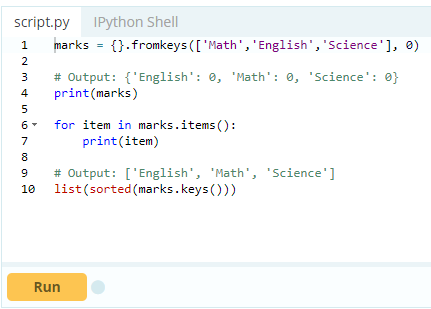 script.py IPython Shell
1 marks = {}.fromkeys(['Math','English','Science'], 0)
2
3 # Output: {'English': 0, 'Math': 0, 'Science': 0}
4 print(marks)
5
6 for item in marks.items():
7     print(item)
8
9 # Output: ['English', 'Math', 'Science']
10 list(sorted(marks.keys()))
Run